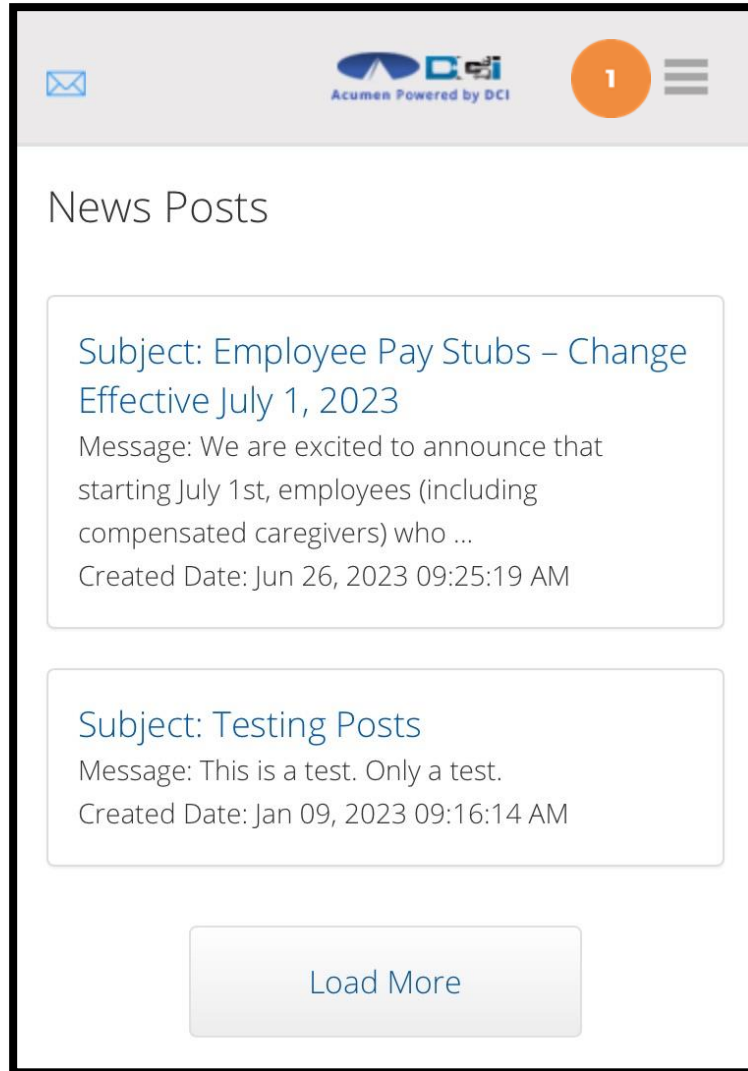 DCi
Acumen Powered by DCI
1
News Posts
Subject: Employee Pay Stubs – Change
Effective July 1, 2023
Message: We are excited to announce that
starting July 1st, employees (including
compensated caregivers) who ...
Created Date: Jun 26, 2023 09:25:19 AM
Subject: Testing Posts
Message: This is a test. Only a test.
Created Date: Jan 09, 2023 09:16:14 AM
Load More